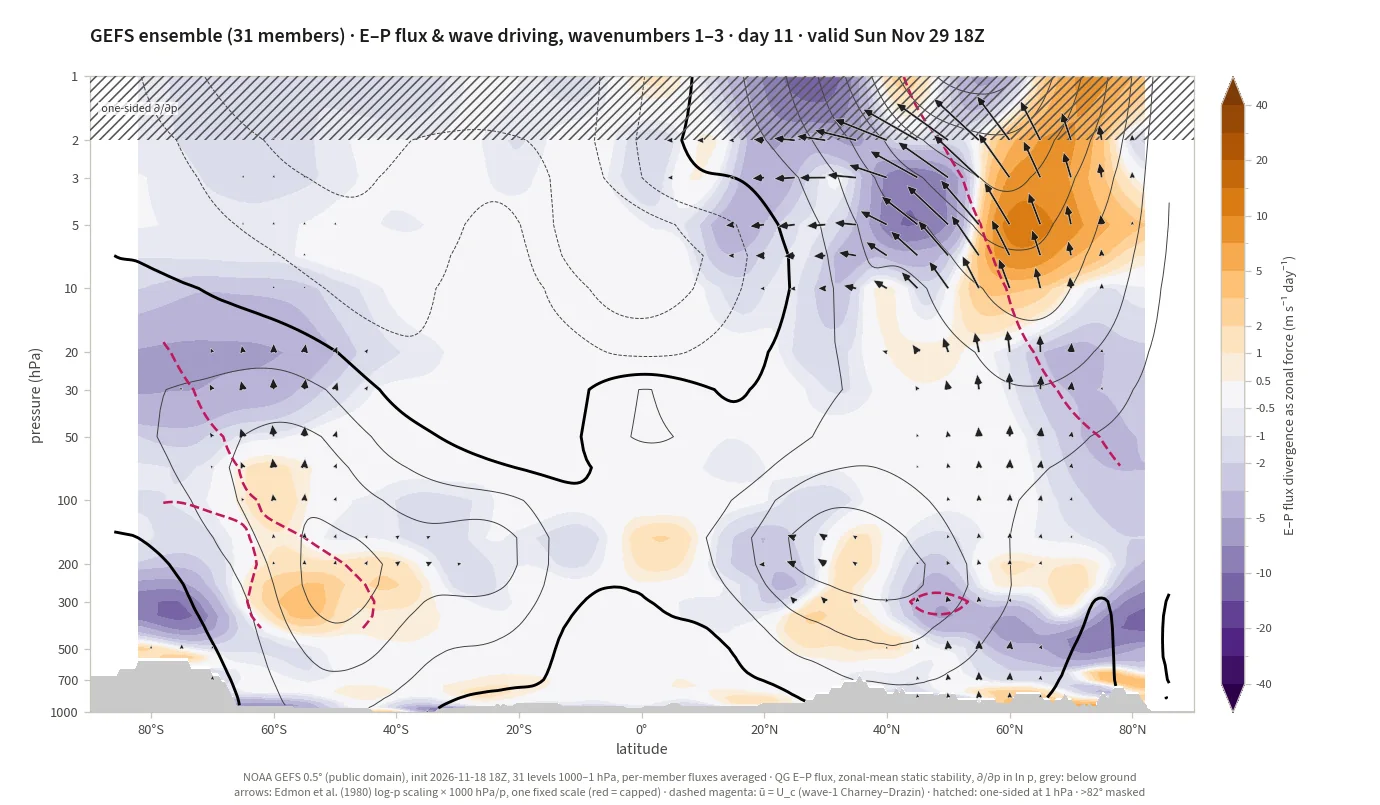 GEFS ensemble (31 members) · E–P flux & wave driving, wavenumbers 1–3 · day 11 · valid Sun Nov 29 18Z
one-sided ∂/∂p
pressure (hPa)
1
2
3
5
10
20
30
50
100
200
300
500
700
1000
80°S
60°S
40°S
20°S
0°
20°N
40°N
60°N
80°N
latitude
40
20
10
5
2
1
0.5
-0.5
-1
-2
-5
-10
-20
-40
E–P flux divergence as zonal force (m s⁻¹ day⁻¹)
NOAA GEFS 0.5° (public domain), init 2026-11-18 18Z, 31 levels 1000–1 hPa, per-member fluxes averaged · QG E–P flux, zonal-mean static stability, ∂/∂p in ln p, grey: below ground
arrows: Edmon et al. (1980) log-p scaling × 1000 hPa/p, one fixed scale (red = capped) · dashed magenta: ū = U_c (wave-1 Charney–Drazin) · hatched: one-sided at 1 hPa · >82° masked